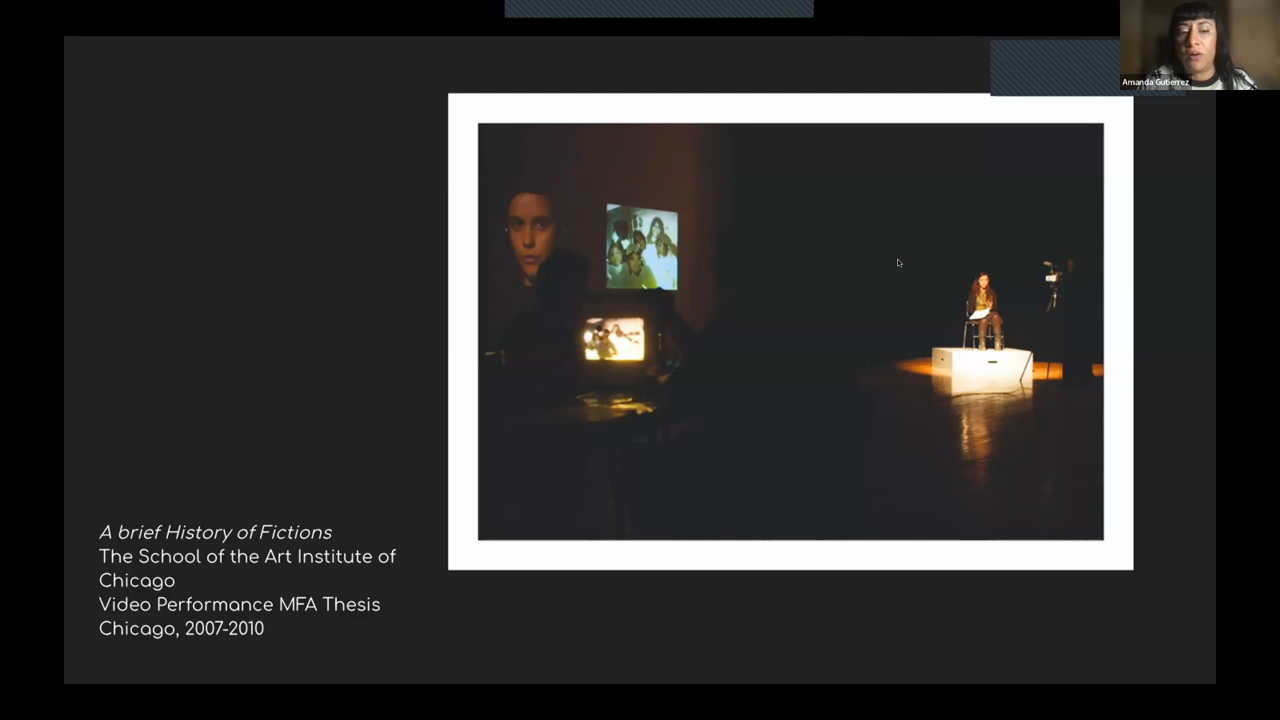 Amanda Gutierrez
A brief History of Fictions
The School of the Art Institute of
Chicago
Video Performance MFA Thesis
Chicago, 2007-2010